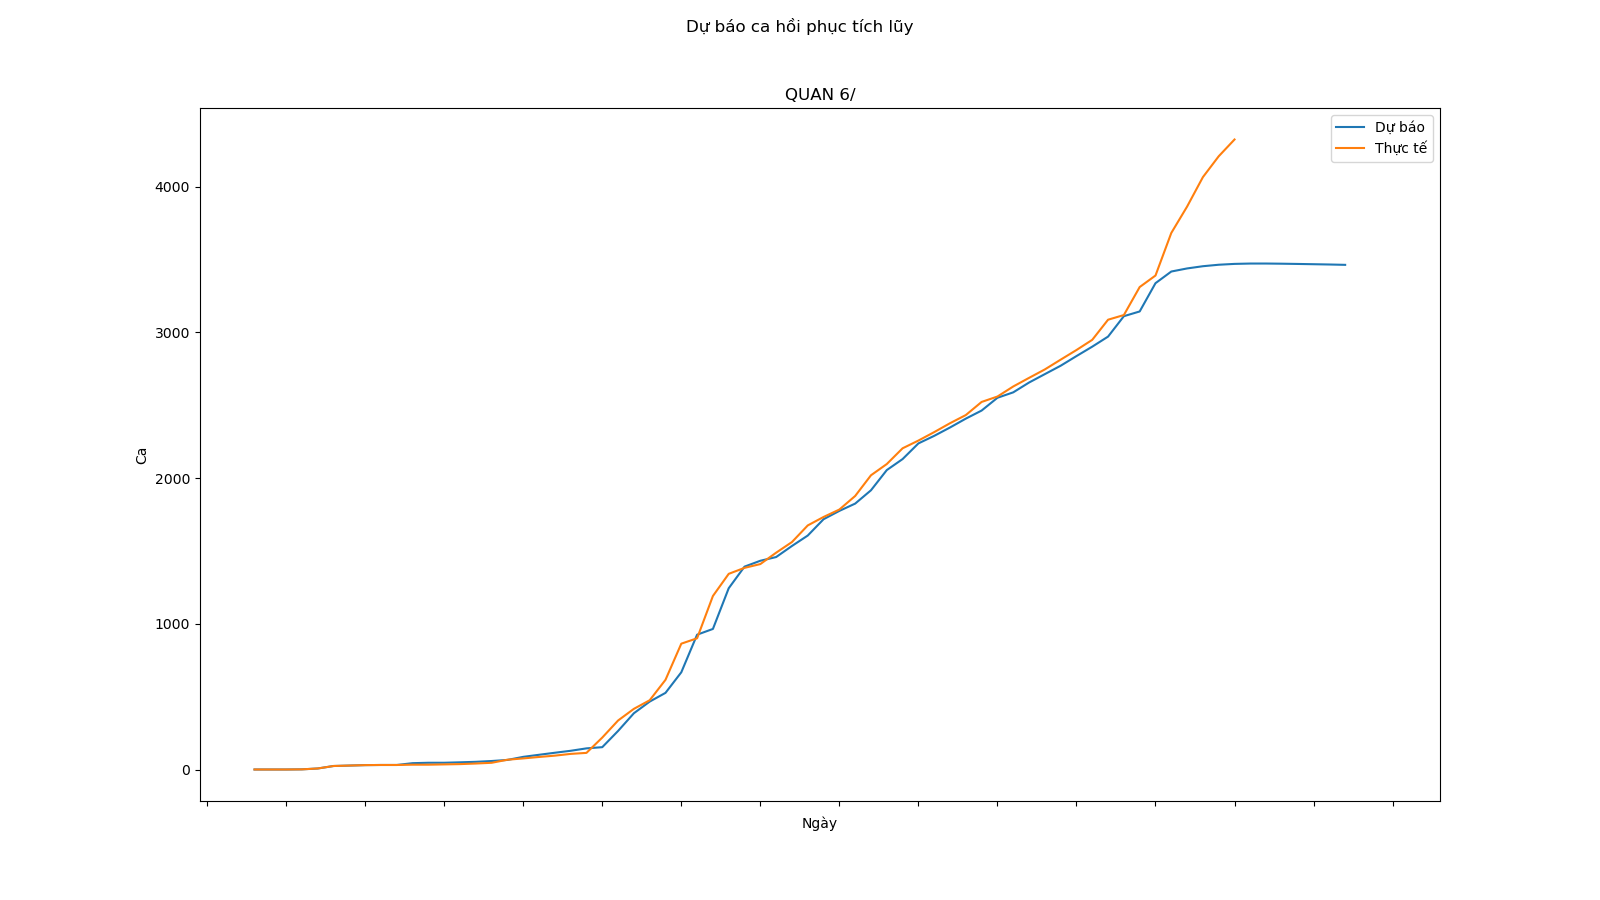 Dự báo ca hồi phục tích lũy
QUAN 6/
Dự báo
Thực tế
4000
3000
2000
1000
0
Ca
Ngày